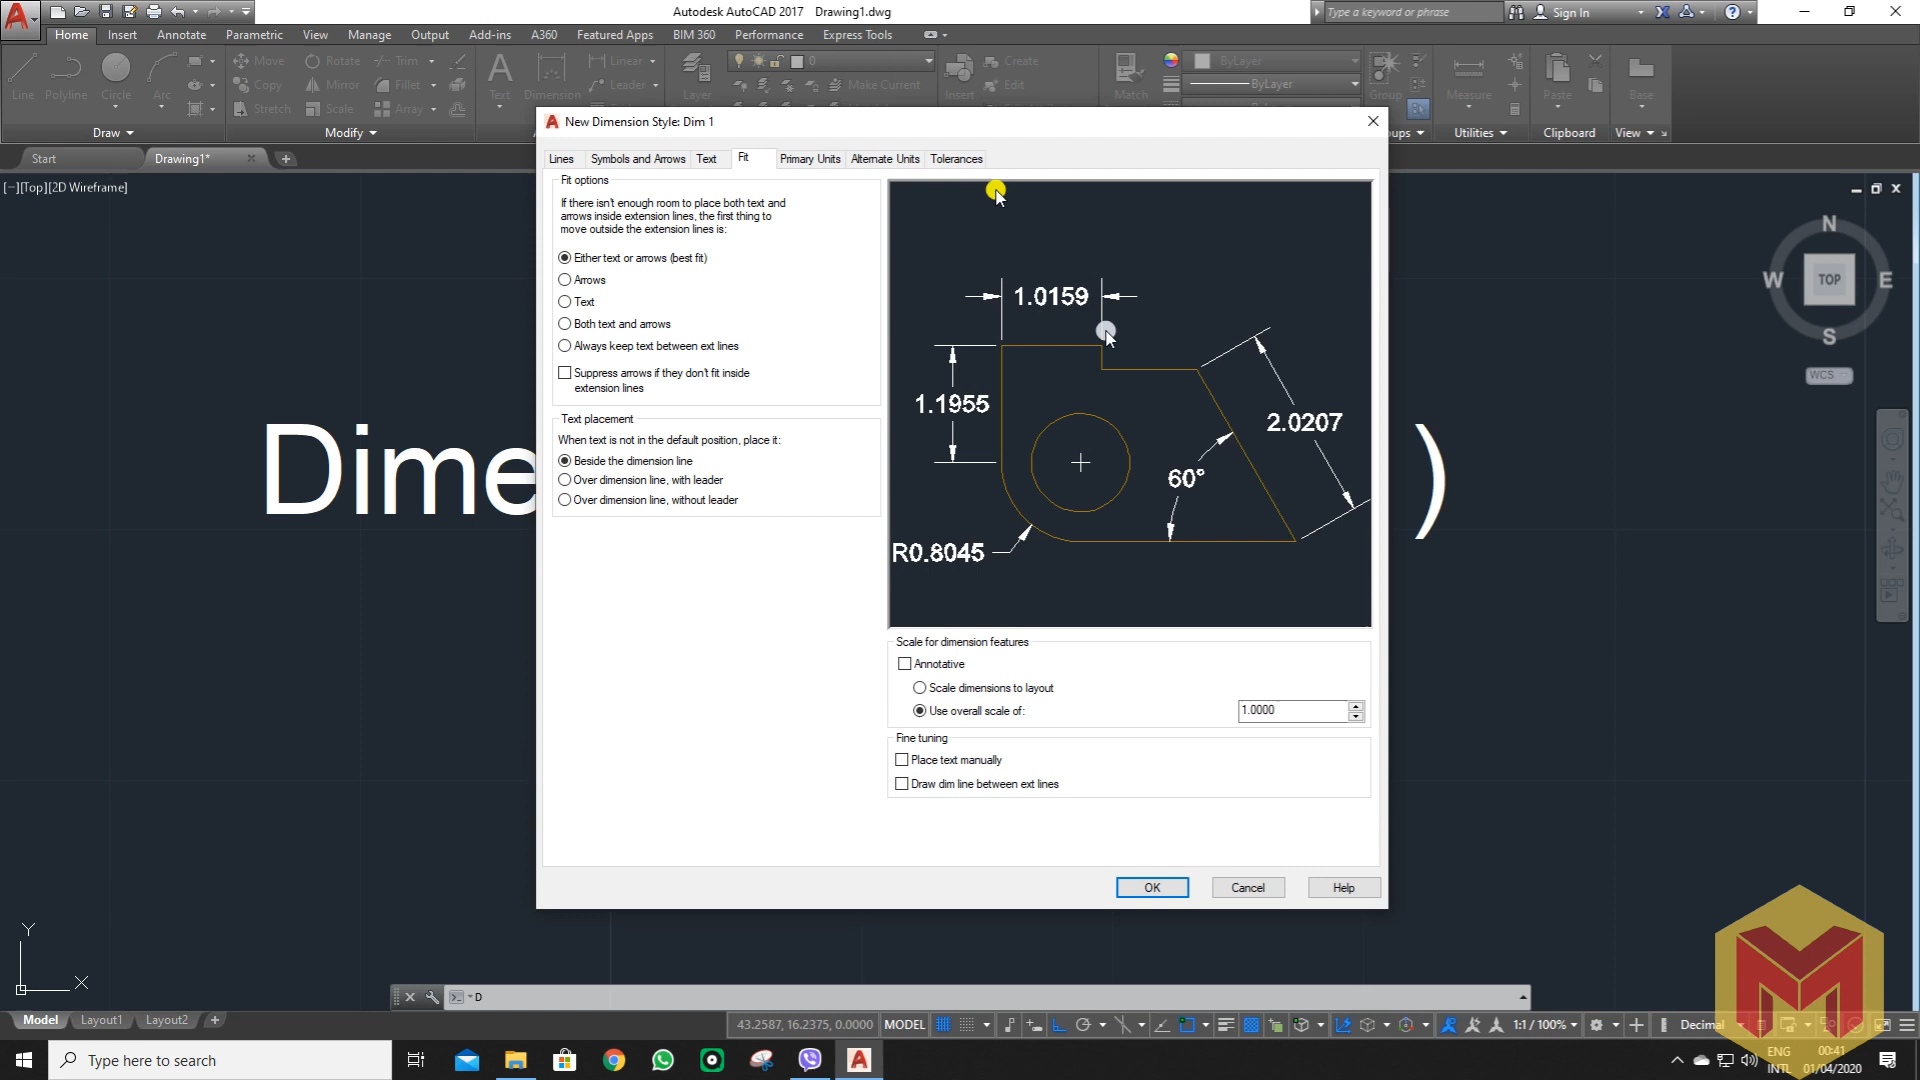 Autodesk AutoCAD 2017 Drawing1.dwg
Type a keyword or phrase
Sign In
Home Insert Annotate Parametric View Manage Output Add-ins A360 Featured Apps BIM 360 Performance Express Tools
Line Polyline Circle Arc
Move Rotate Trim
Copy Mirror Fillet
Stretch Scale Array
Text Dimension
Linear
Leader
Layer
0
Make Current
Insert
Create
Edit
Match
ByLayer
ByLayer
Group
Measure
Paste
Base
Draw
Modify
Utilities
Clipboard
View
Start
Drawing1*
[−][Top][2D Wireframe]
Dime
)
New Dimension Style: Dim 1
Lines Symbols and Arrows Text Fit Primary Units Alternate Units Tolerances
Fit options
If there isn't enough room to place both text and
arrows inside extension lines, the first thing to
move outside the extension lines is:
Either text or arrows (best fit)
Arrows
Text
Both text and arrows
Always keep text between ext lines
Suppress arrows if they don't fit inside
extension lines
Text placement
When text is not in the default position, place it:
Beside the dimension line
Over dimension line, with leader
Over dimension line, without leader
1.0159
1.1955
2.0207
60°
R0.8045
Scale for dimension features
Annotative
Scale dimensions to layout
Use overall scale of:
1.0000
Fine tuning
Place text manually
Draw dim line between ext lines
OK
Cancel
Help
N
W
TOP
E
S
WCS
Y
X
D
Model Layout1 Layout2
43.2587, 16.2375, 0.0000 MODEL
1:1 / 100%
Decimal
Type here to search
ENG
INTL
00:41
01/04/2020